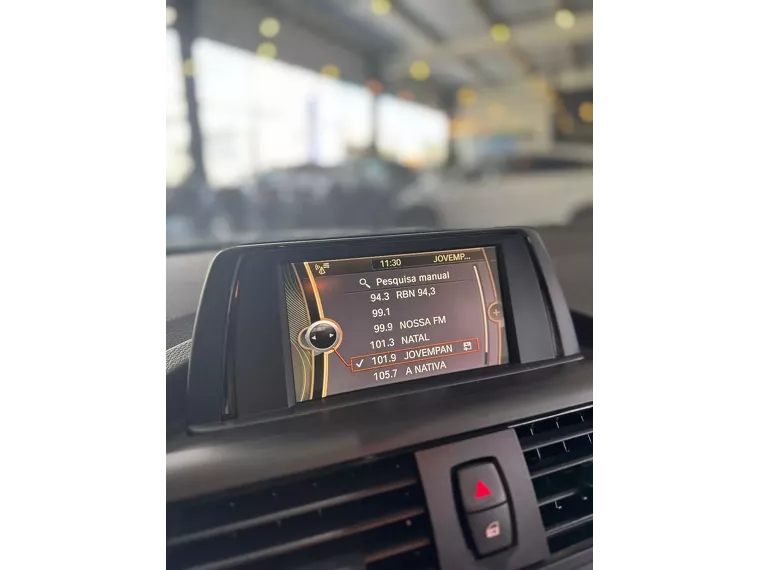 11:30 JOVEMP...
Pesquisa manual
94.3 RBN 94,3
99.1
99.9 NOSSA FM
101.3 NATAL
101.9 JOVEMPAN
105.7 A NATIVA